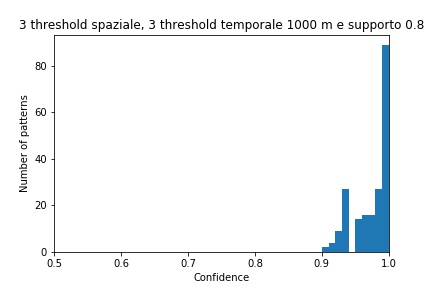 3 threshold spaziale, 3 threshold temporale 1000 m e supporto 0.8
Number of patterns
80
60
40
20
0
0.5 0.6 0.7 0.8 0.9 1.0
Confidence